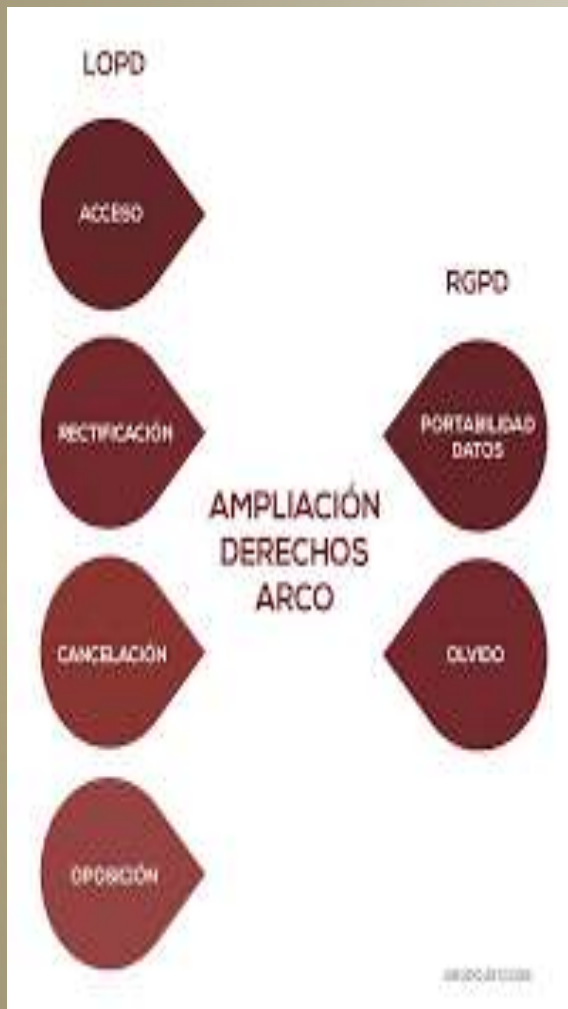 LOPD
ACCESO
RECTIFICACIÓN
CANCELACIÓN
OPOSICIÓN
AMPLIACIÓN
DERECHOS
ARCO
RGPD
PORTABILIDAD
DATOS
OLVIDO